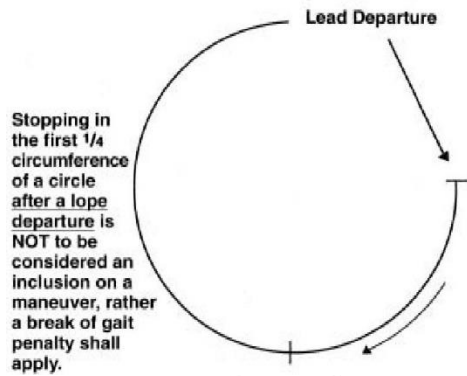 Lead Departure
Stopping in
the first 1/4
circumference
of a circle
after a lope
departure is
NOT to be
considered an
inclusion on a
maneuver, rather
a break of gait
penalty shall
apply.